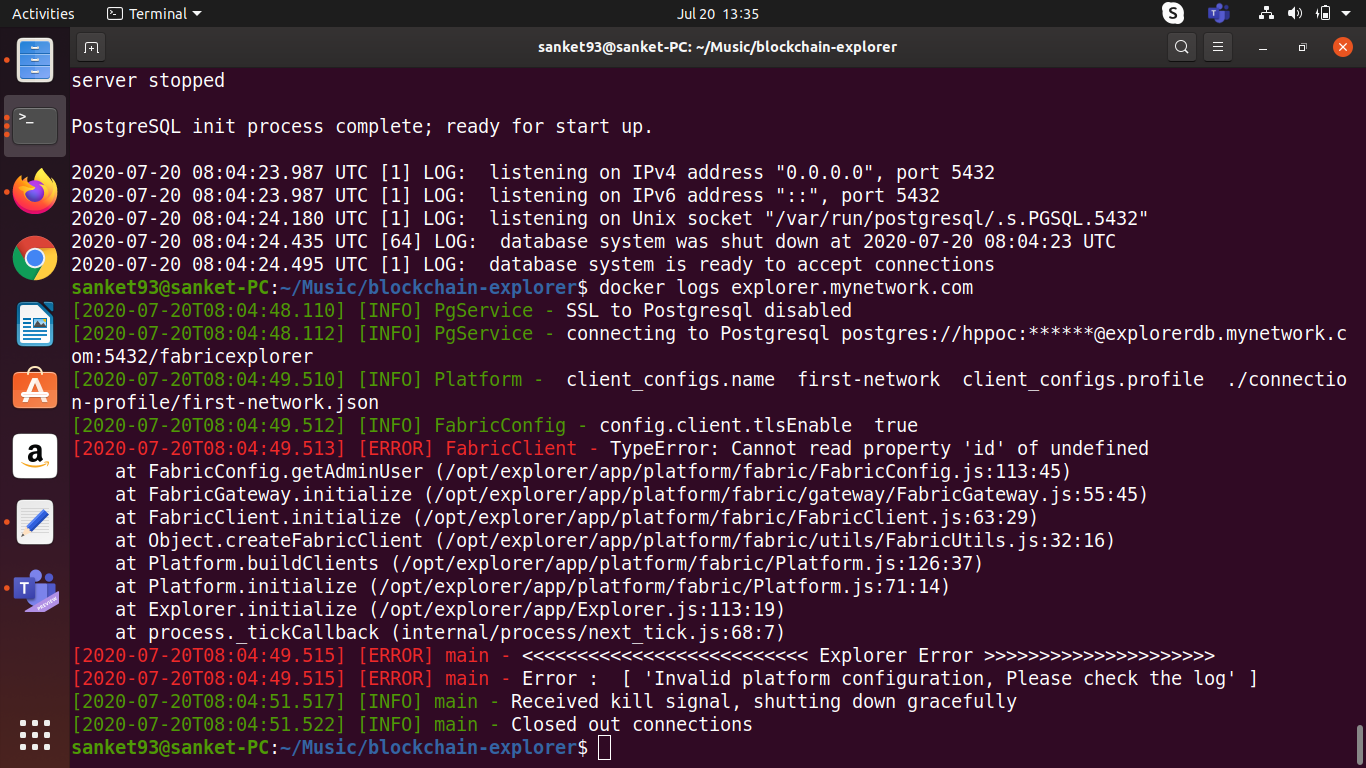 Activities
Terminal
Jul 20 13:35
sanket93@sanket-PC: ~/Music/blockchain-explorer
server stopped
PostgreSQL init process complete; ready for start up.
2020-07-20 08:04:23.987 UTC [1] LOG:  listening on IPv4 address "0.0.0.0", port 5432
2020-07-20 08:04:23.987 UTC [1] LOG:  listening on IPv6 address "::", port 5432
2020-07-20 08:04:24.180 UTC [1] LOG:  listening on Unix socket "/var/run/postgresql/.s.PGSQL.5432"
2020-07-20 08:04:24.435 UTC [64] LOG:  database system was shut down at 2020-07-20 08:04:23 UTC
2020-07-20 08:04:24.495 UTC [1] LOG:  database system is ready to accept connections
sanket93@sanket-PC:~/Music/blockchain-explorer$ docker logs explorer.mynetwork.com
[2020-07-20T08:04:48.110] [INFO] PgService - SSL to Postgresql disabled
[2020-07-20T08:04:48.112] [INFO] PgService - connecting to Postgresql postgres://hppoc:******@explorerdb.mynetwork.c
om:5432/fabricexplorer
[2020-07-20T08:04:49.510] [INFO] Platform -  client_configs.name  first-network  client_configs.profile  ./connectio
n-profile/first-network.json
[2020-07-20T08:04:49.512] [INFO] FabricConfig - config.client.tlsEnable  true
[2020-07-20T08:04:49.513] [ERROR] FabricClient - TypeError: Cannot read property 'id' of undefined
    at FabricConfig.getAdminUser (/opt/explorer/app/platform/fabric/FabricConfig.js:113:45)
    at FabricGateway.initialize (/opt/explorer/app/platform/fabric/gateway/FabricGateway.js:55:45)
    at FabricClient.initialize (/opt/explorer/app/platform/fabric/FabricClient.js:63:29)
    at Object.createFabricClient (/opt/explorer/app/platform/fabric/utils/FabricUtils.js:32:16)
    at Platform.buildClients (/opt/explorer/app/platform/fabric/Platform.js:126:37)
    at Platform.initialize (/opt/explorer/app/platform/fabric/Platform.js:71:14)
    at Explorer.initialize (/opt/explorer/app/Explorer.js:113:19)
    at process._tickCallback (internal/process/next_tick.js:68:7)
[2020-07-20T08:04:49.515] [ERROR] main - <<<<<<<<<<<<<<<<<<<<<<<<<< Explorer Error >>>>>>>>>>>>>>>>>>>>>
[2020-07-20T08:04:49.515] [ERROR] main - Error :  [ 'Invalid platform configuration, Please check the log' ]
[2020-07-20T08:04:51.517] [INFO] main - Received kill signal, shutting down gracefully
[2020-07-20T08:04:51.522] [INFO] main - Closed out connections
sanket93@sanket-PC:~/Music/blockchain-explorer$